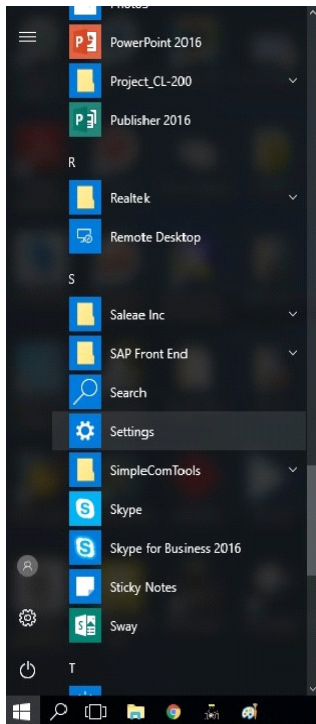 PowerPoint 2016
Project_CL-200
Publisher 2016
R
Realtek
Remote Desktop
S
Saleae Inc
SAP Front End
Search
Settings
SimpleComTools
Skype
Skype for Business 2016
Sticky Notes
Sway
T